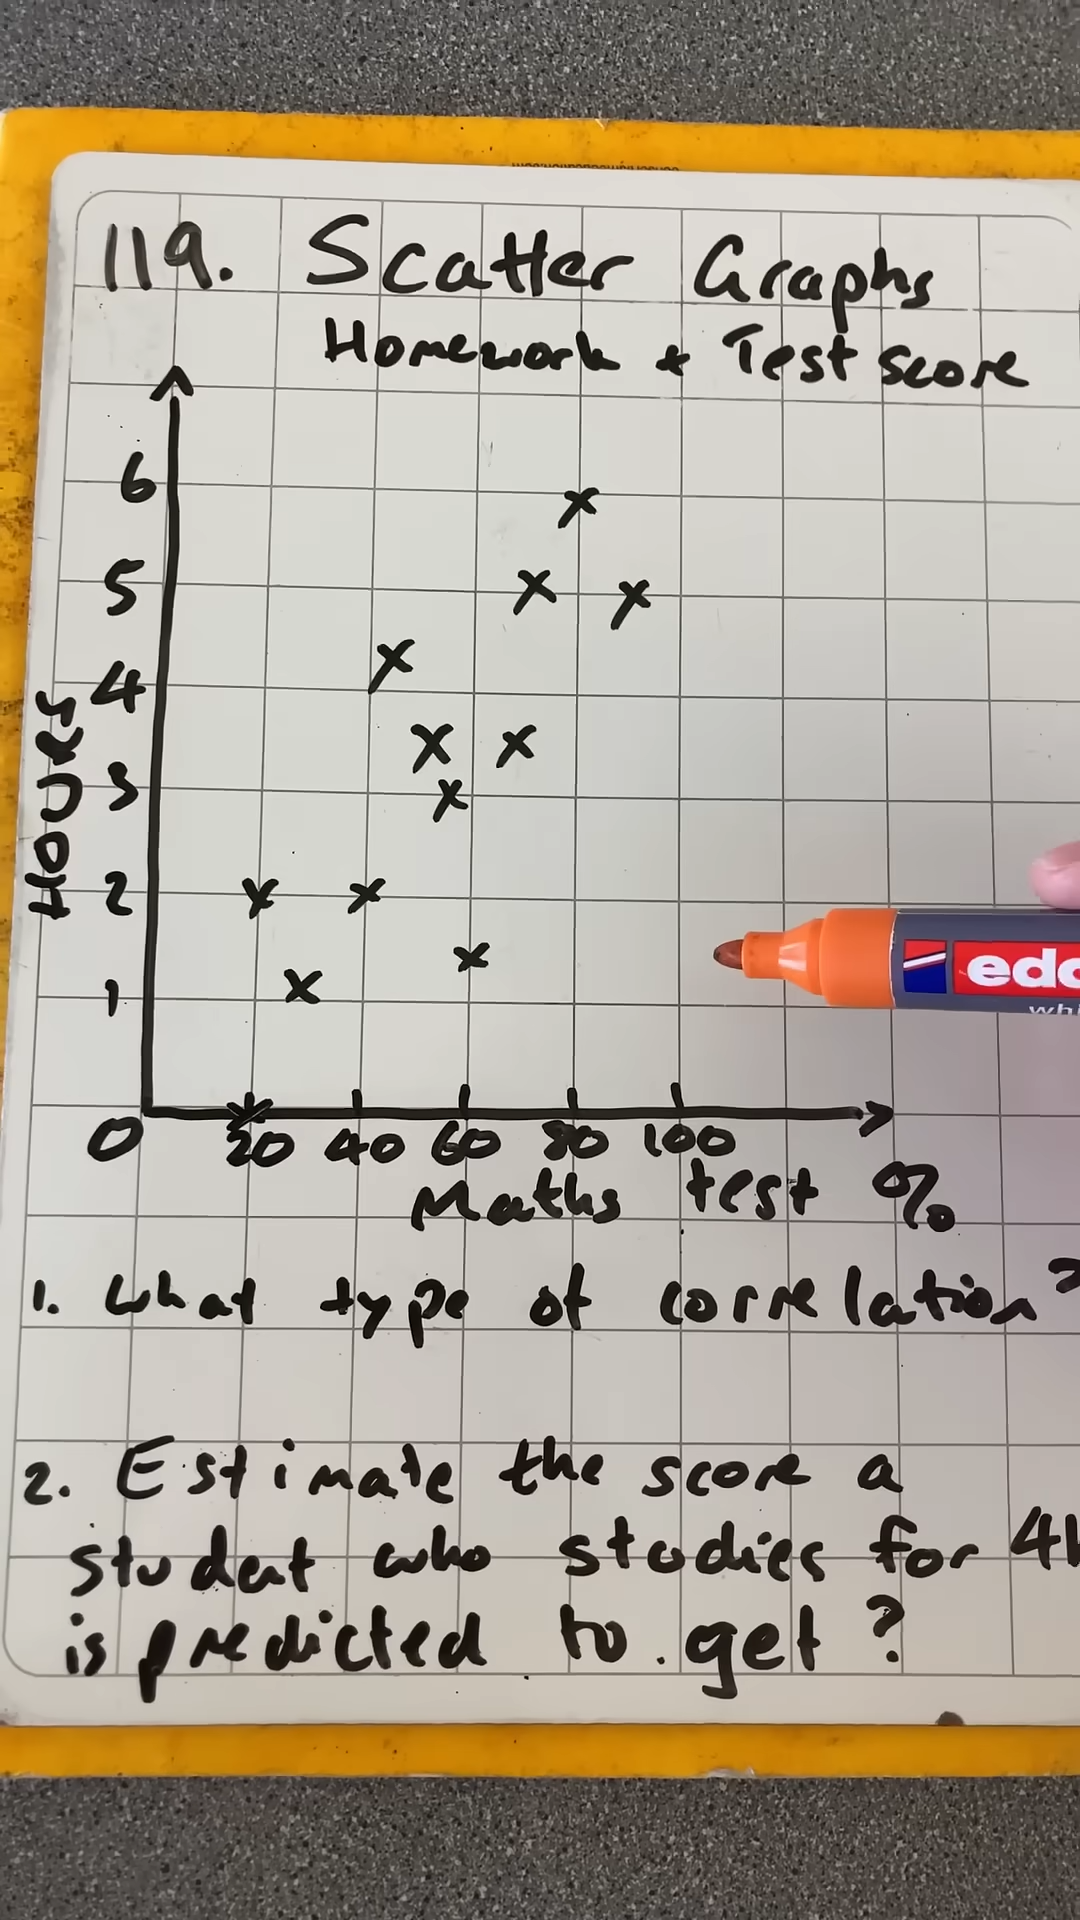 119. Scatter Graphs
Homework & Test score
6
5
4
3
2
1
0
Hours
20 40 60 80 100
Maths test %
1. What type of correlation?
2. Estimate the score a
student who studies for 4h
is predicted to get?
edd
whi